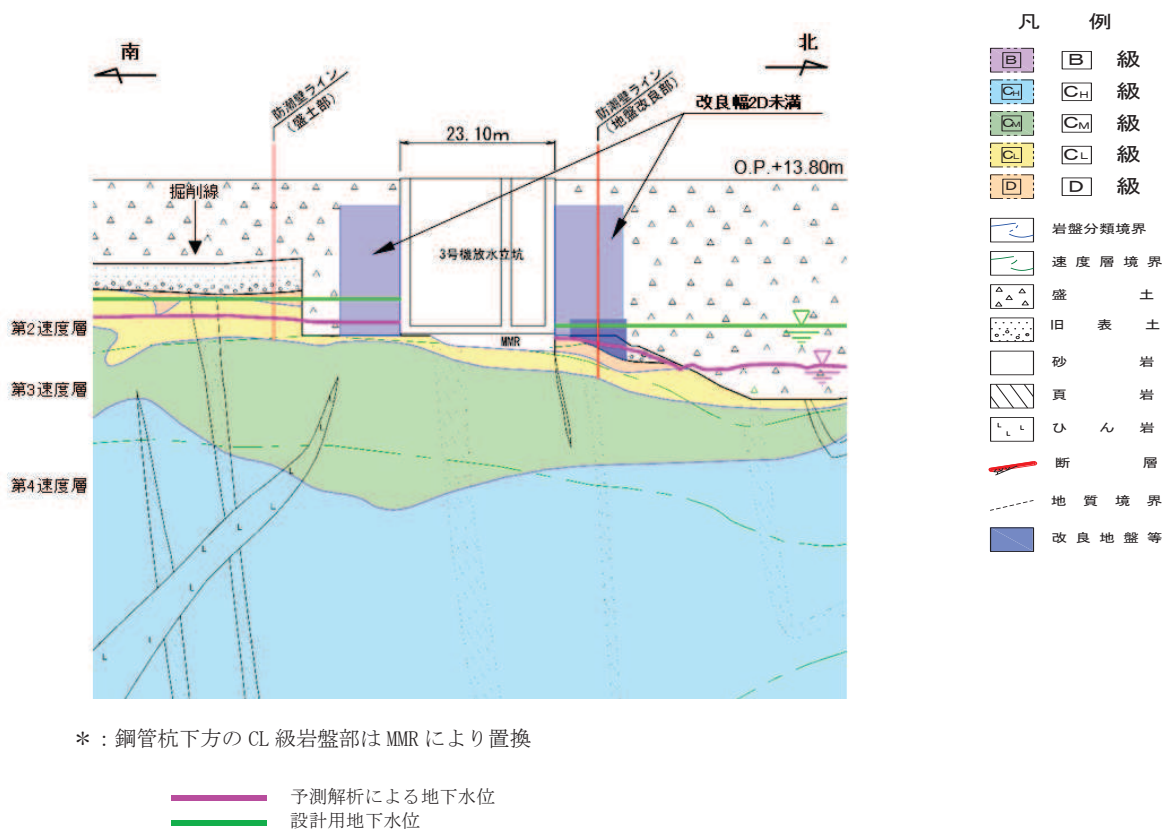 南
北
防潮壁ライン
(盛土部)
防潮壁ライン
(地盤改良部)
改良幅2D未満
23.10m
O.P.+13.80m
掘削線
3号機放水立坑
MMR
第2速度層
第3速度層
第4速度層
L
L
L
L
L
L
L
*：鋼管杭下方の CL 級岩盤部は MMR により置換
予測解析による地下水位
設計用地下水位
凡 例
B B 級
CH CH 級
CM CM 級
CL CL 級
D D 級
岩盤分類境界
速度層境界
盛土
旧表土
砂岩
頁岩
L L L ひん岩
断層
地質境界
改良地盤等